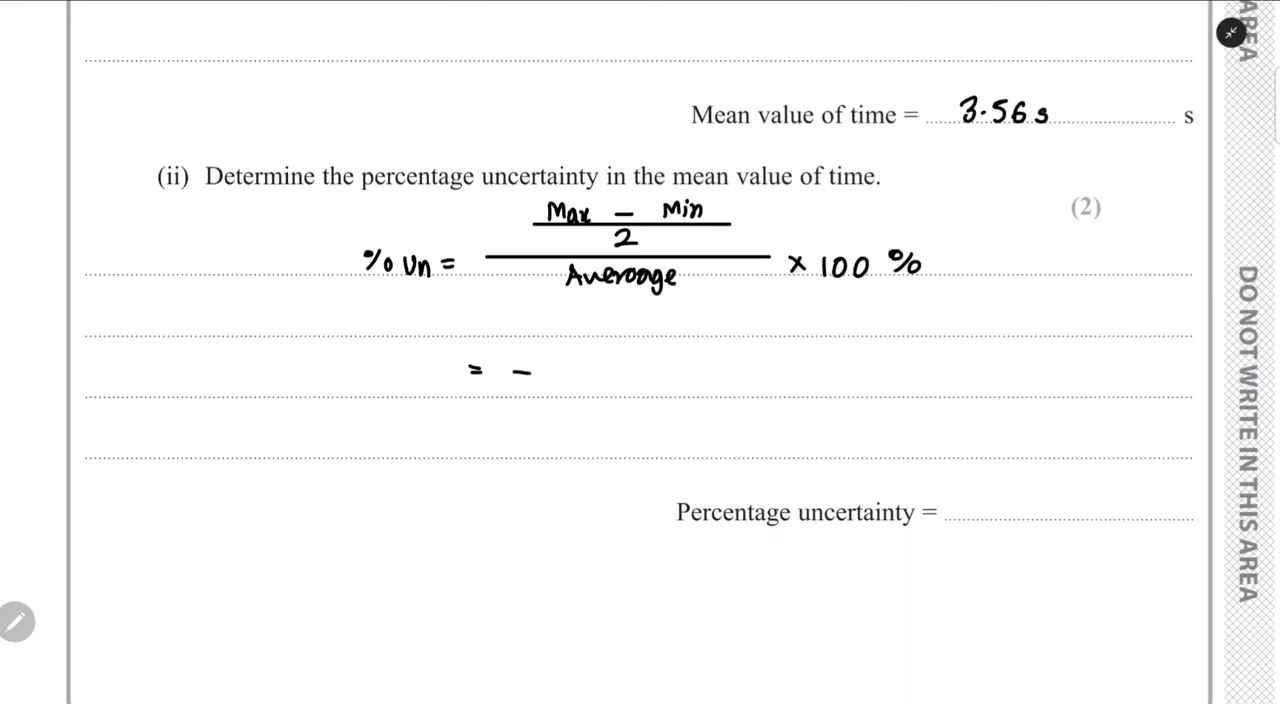 AREA
Mean value of time = 3.56 s s
(ii) Determine the percentage uncertainty in the mean value of time.
(2)
Max - Min
2
% Un = Average × 100 %
= -
Percentage uncertainty =
DO NOT WRITE IN THIS AREA